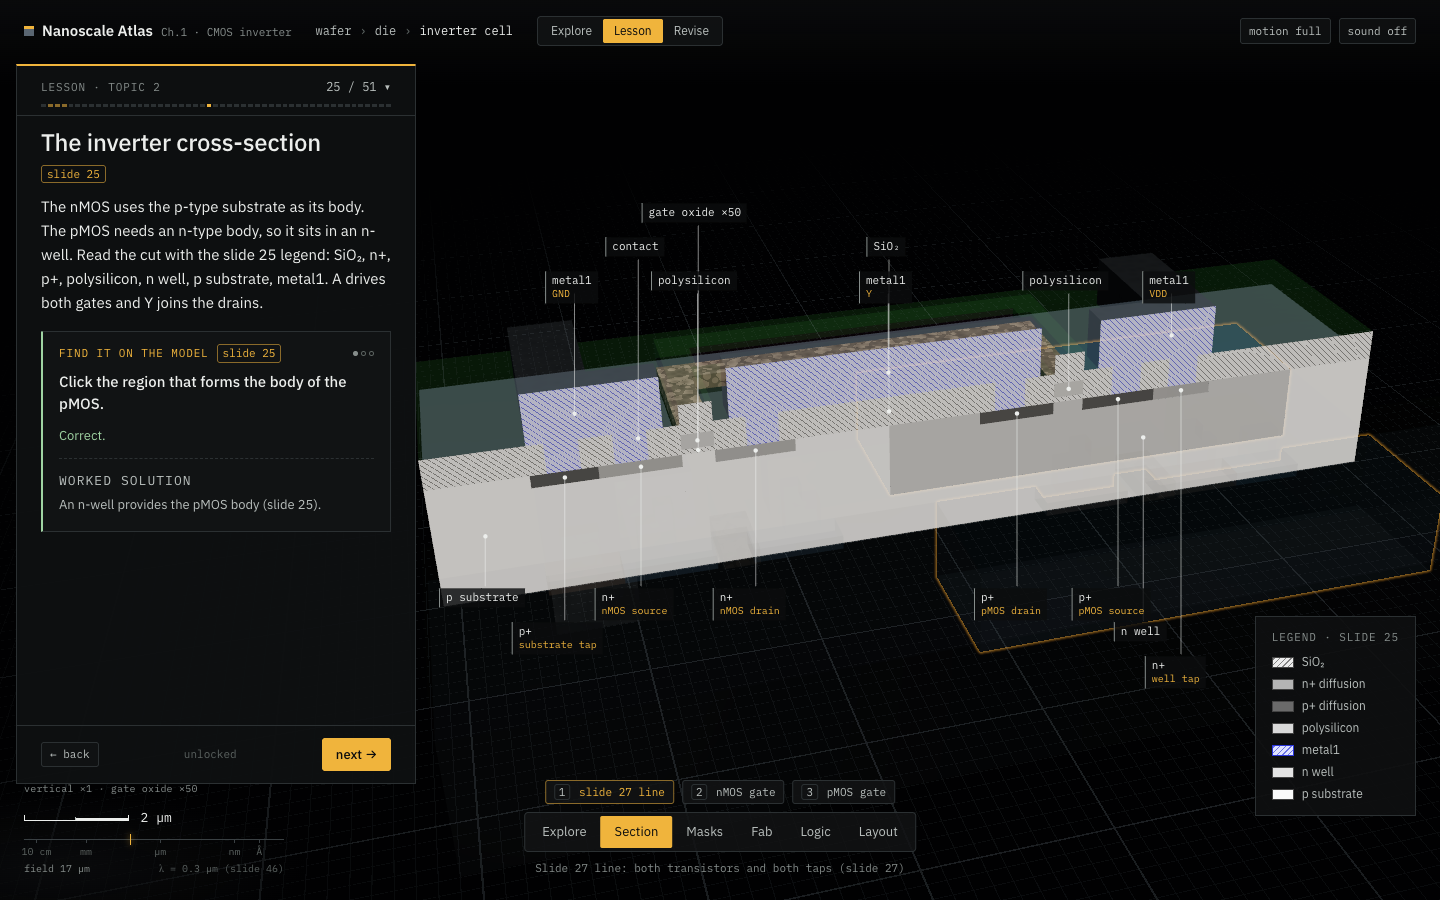 Nanoscale Atlas Ch.1 · CMOS inverter wafer › die › inverter cell Explore Lesson Revise motion full sound off
LESSON · TOPIC 2 25 / 51 ▾
The inverter cross-section
slide 25
The nMOS uses the p-type substrate as its body.
The pMOS needs an n-type body, so it sits in an n-
well. Read the cut with the slide 25 legend: SiO₂, n+,
p+, polysilicon, n well, p substrate, metal1. A drives
both gates and Y joins the drains.
FIND IT ON THE MODEL slide 25
Click the region that forms the body of the
pMOS.
Correct.
WORKED SOLUTION
An n-well provides the pMOS body (slide 25).
← back unlocked next →
gate oxide ×50
contact SiO₂
metal1 polysilicon metal1 polysilicon metal1
GND Y VDD
p substrate n+ n+ p+ p+
nMOS source nMOS drain pMOS drain pMOS source
p+ n well
substrate tap
n+
well tap
LEGEND · SLIDE 25
SiO₂
n+ diffusion
p+ diffusion
polysilicon
metal1
n well
p substrate
vertical ×1 · gate oxide ×50
2 μm
10 cm mm μm nm Å
field 17 μm λ = 0.3 μm (slide 46)
1 slide 27 line 2 nMOS gate 3 pMOS gate
Explore Section Masks Fab Logic Layout
Slide 27 line: both transistors and both taps (slide 27)